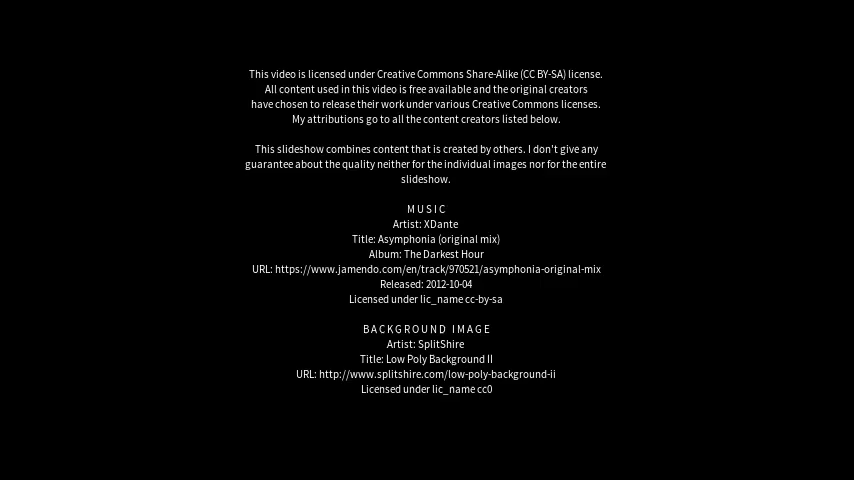 This video is licensed under Creative Commons Share-Alike (CC BY-SA) license.
All content used in this video is free available and the original creators
have chosen to release their work under various Creative Commons licenses.
My attributions go to all the content creators listed below.
This slideshow combines content that is created by others. I don't give any
guarantee about the quality neither for the individual images nor for the entire
slideshow.
MUSIC
Artist: XDante
Title: Asymphonia (original mix)
Album: The Darkest Hour
URL: https://www.jamendo.com/en/track/970521/asymphonia-original-mix
Released: 2012-10-04
Licensed under lic_name cc-by-sa
BACKGROUND IMAGE
Artist: SplitShire
Title: Low Poly Background II
URL: http://www.splitshire.com/low-poly-background-ii
Licensed under lic_name cc0